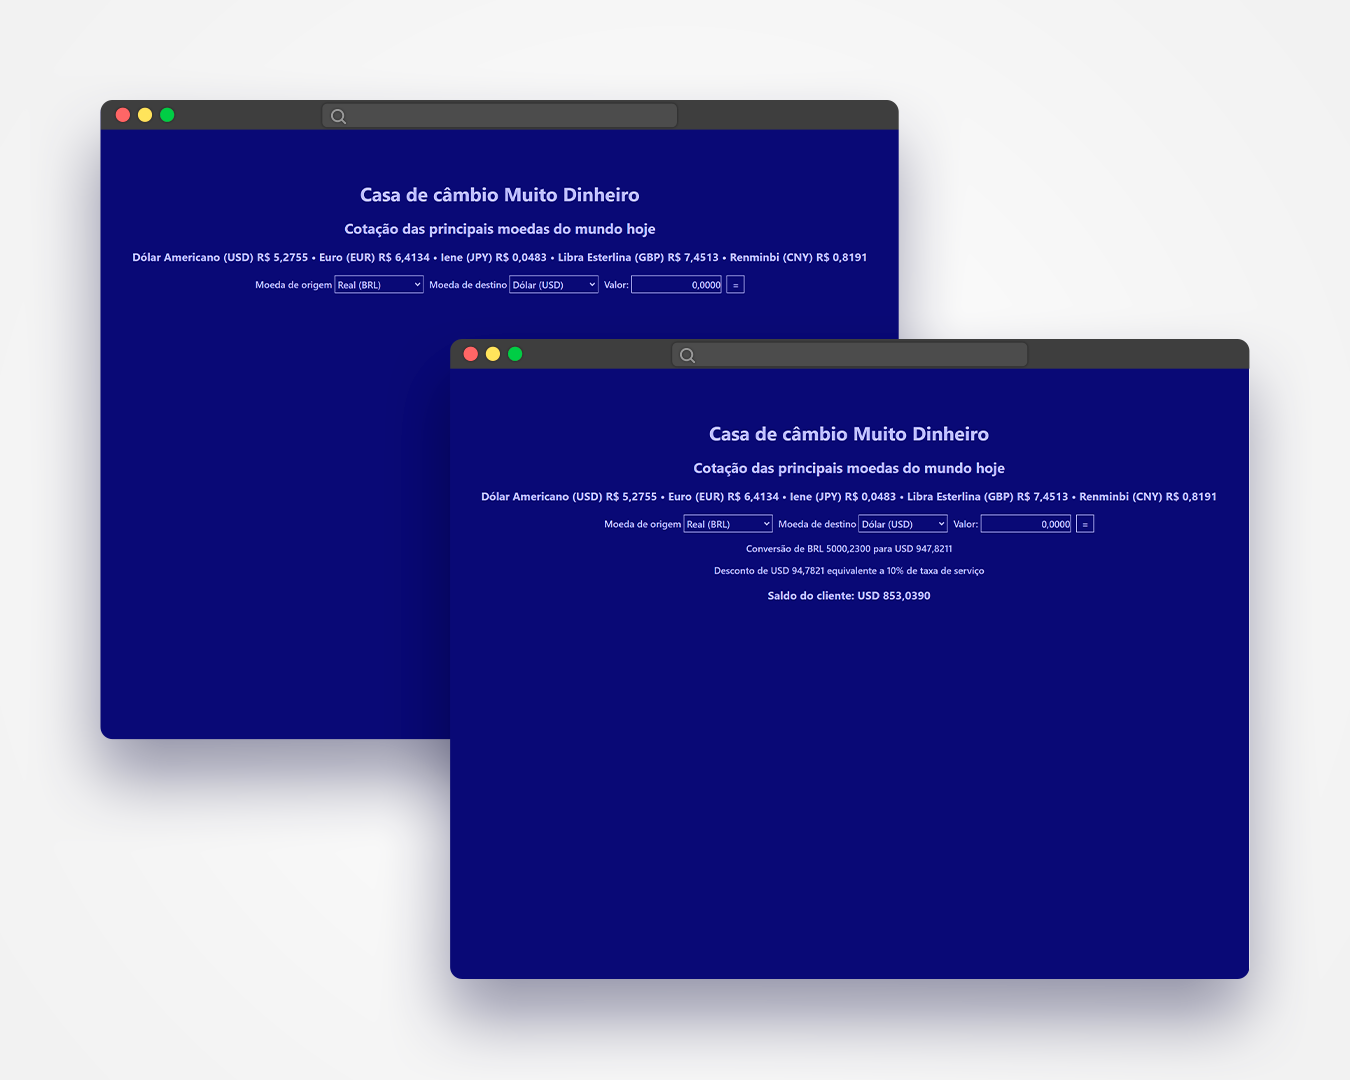 Casa de câmbio Muito Dinheiro
Cotação das principais moedas do mundo hoje
Dólar Americano (USD) R$ 5,2755 • Euro (EUR) R$ 6,4134 • Iene (JPY) R$ 0,0483 • Libra Esterlina (GBP) R$ 7,4513 • Renminbi (CNY) R$ 0,8191
Moeda de origem Real (BRL) Moeda de destino Dólar (USD) Valor: 0,0000 =
Casa de câmbio Muito Dinheiro
Cotação das principais moedas do mundo hoje
Dólar Americano (USD) R$ 5,2755 • Euro (EUR) R$ 6,4134 • Iene (JPY) R$ 0,0483 • Libra Esterlina (GBP) R$ 7,4513 • Renminbi (CNY) R$ 0,8191
Moeda de origem Real (BRL) Moeda de destino Dólar (USD) Valor: 0,0000 =
Conversão de BRL 5000,2300 para USD 947,8211
Desconto de USD 94,7821 equivalente a 10% de taxa de serviço
Saldo do cliente: USD 853,0390